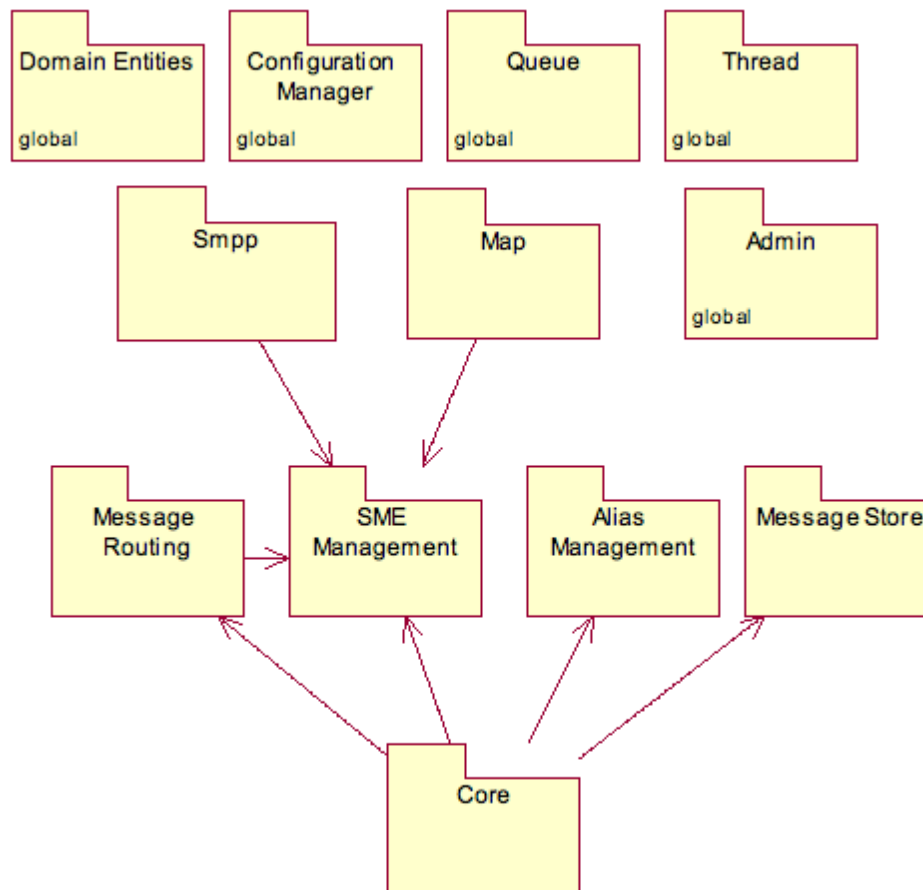 Domain Entities
global
Configuration
Manager
global
Queue
global
Thread
global
Smpp
Map
Admin
global
Message
Routing
SME
Management
Alias
Management
Message Store
Core